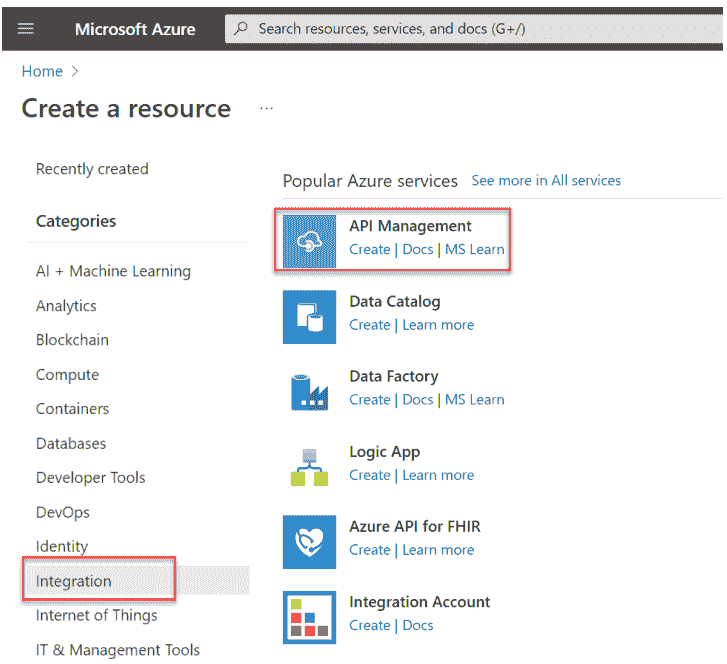 Microsoft Azure
Search resources, services, and docs (G+/)
Home >
Create a resource ...
Recently created
Categories
AI + Machine Learning
Analytics
Blockchain
Compute
Containers
Databases
Developer Tools
DevOps
Identity
Integration
Internet of Things
IT & Management Tools
Popular Azure services See more in All services
API Management
Create | Docs | MS Learn
Data Catalog
Create | Learn more
Data Factory
Create | Docs | MS Learn
Logic App
Create | Learn more
Azure API for FHIR
Create | Learn more
Integration Account
Create | Docs